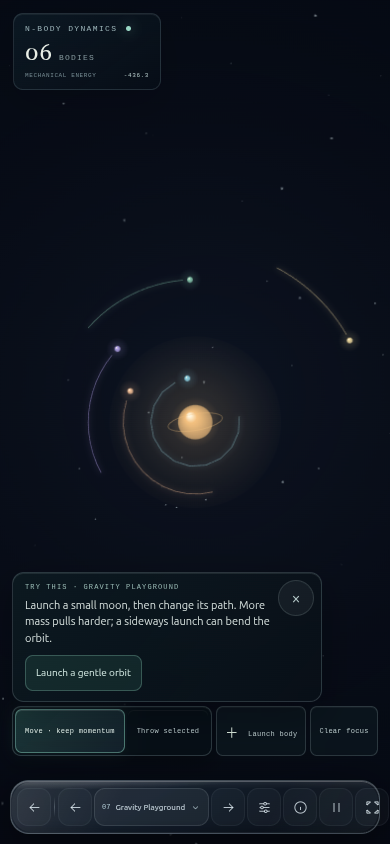 N-BODY DYNAMICS
06 BODIES
MECHANICAL ENERGY -436.3
TRY THIS · GRAVITY PLAYGROUND
Launch a small moon, then change its path. More
mass pulls harder; a sideways launch can bend the
orbit.
×
Launch a gentle orbit
Move · keep momentum
Throw selected
+ Launch body
Clear focus
07 Gravity Playground